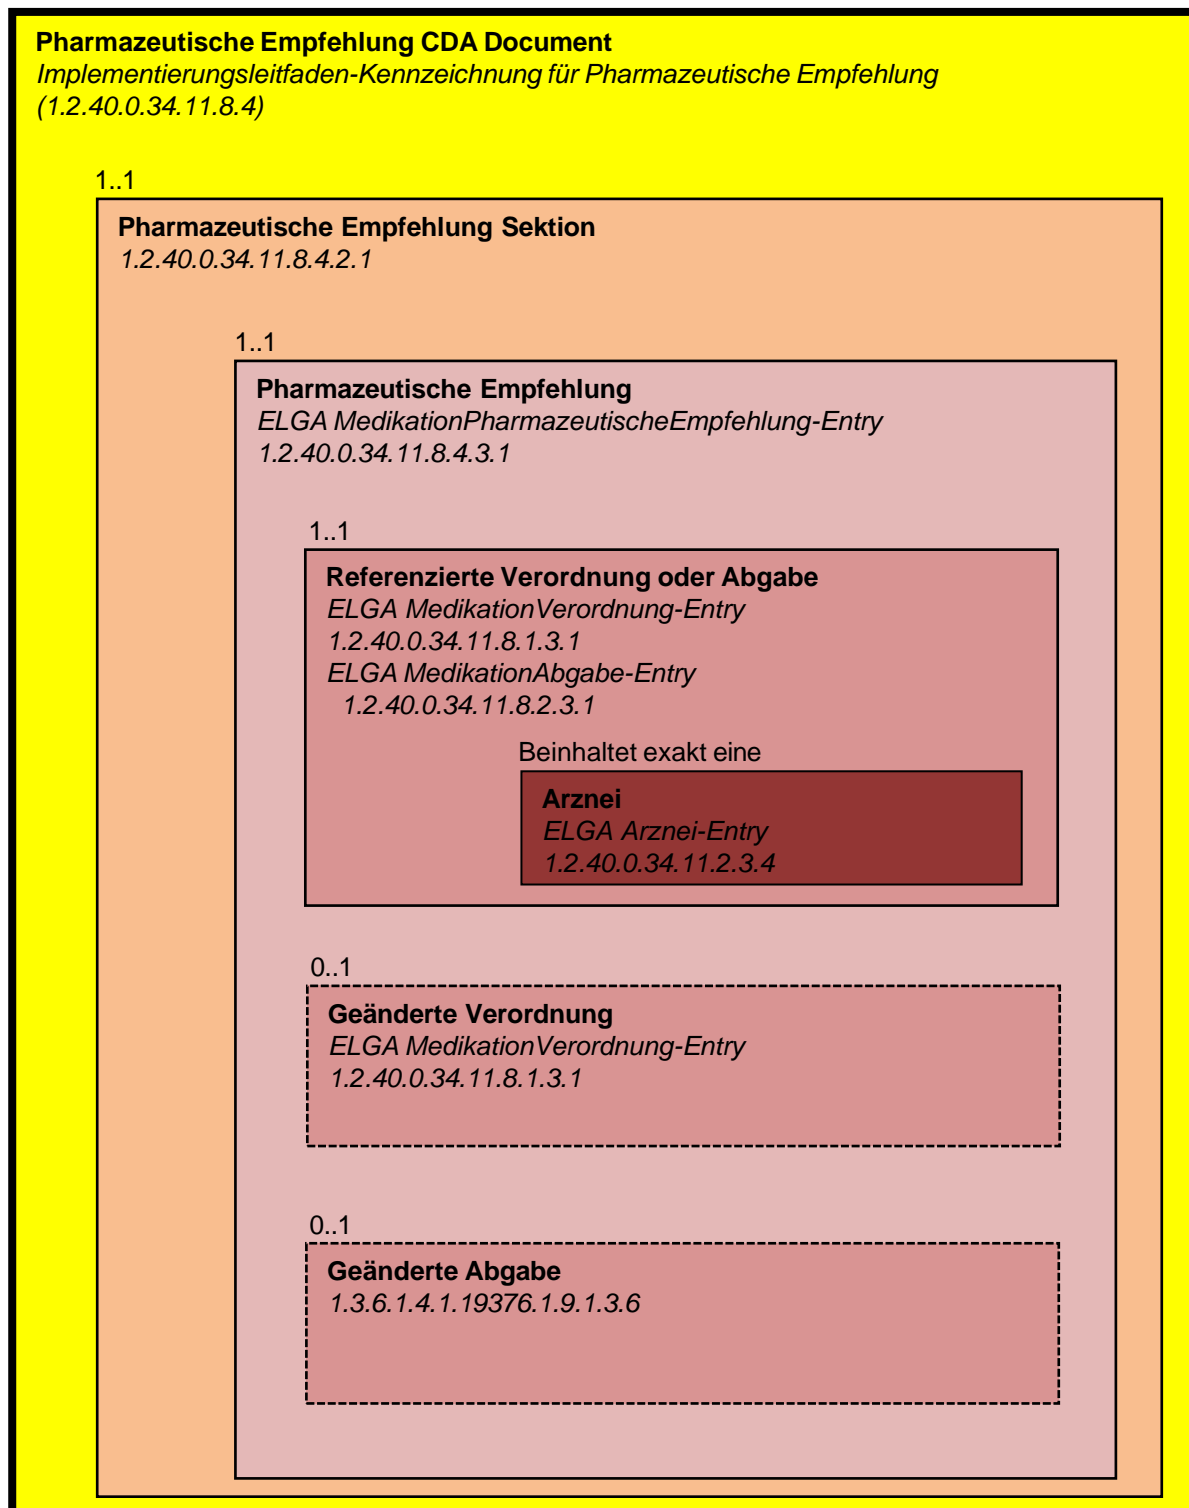 Pharmazeutische Empfehlung CDA Document
Implementierungsleitfaden-Kennzeichnung für Pharmazeutische Empfehlung
(1.2.40.0.34.11.8.4)
1..1
Pharmazeutische Empfehlung Sektion
1.2.40.0.34.11.8.4.2.1
1..1
Pharmazeutische Empfehlung
ELGA MedikationPharmazeutischeEmpfehlung-Entry
1.2.40.0.34.11.8.4.3.1
1..1
Referenzierte Verordnung oder Abgabe
ELGA MedikationVerordnung-Entry
1.2.40.0.34.11.8.1.3.1
ELGA MedikationAbgabe-Entry
1.2.40.0.34.11.8.2.3.1
Beinhaltet exakt eine
Arznei
ELGA Arznei-Entry
1.2.40.0.34.11.2.3.4
0..1
Geänderte Verordnung
ELGA MedikationVerordnung-Entry
1.2.40.0.34.11.8.1.3.1
0..1
Geänderte Abgabe
1.3.6.1.4.1.19376.1.9.1.3.6